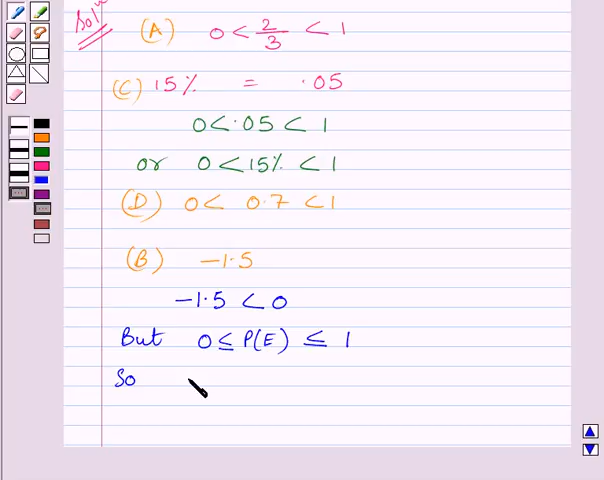 Solⁿ
(A) 0 < 2/3 < 1
(C) 15% = .05
0 < .05 < 1
or 0 < 15% < 1
(D) 0 < 0.7 < 1
(B) -1.5
-1.5 < 0
But 0 ≤ P(E) ≤ 1
So